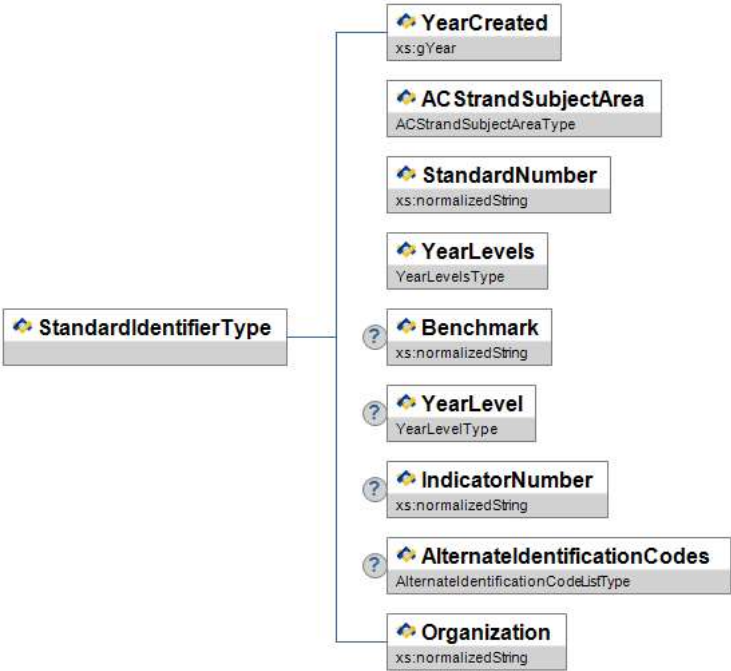 YearCreated
xs:gYear
ACStrandSubjectArea
ACStrandSubjectAreaType
StandardNumber
xs:normalizedString
YearLevels
YearLevelsType
StandardIdentifierType
?
Benchmark
xs:normalizedString
?
YearLevel
YearLevelType
?
IndicatorNumber
xs:normalizedString
?
AlternateIdentificationCodes
AlternateIdentificationCodeListType
Organization
xs:normalizedString